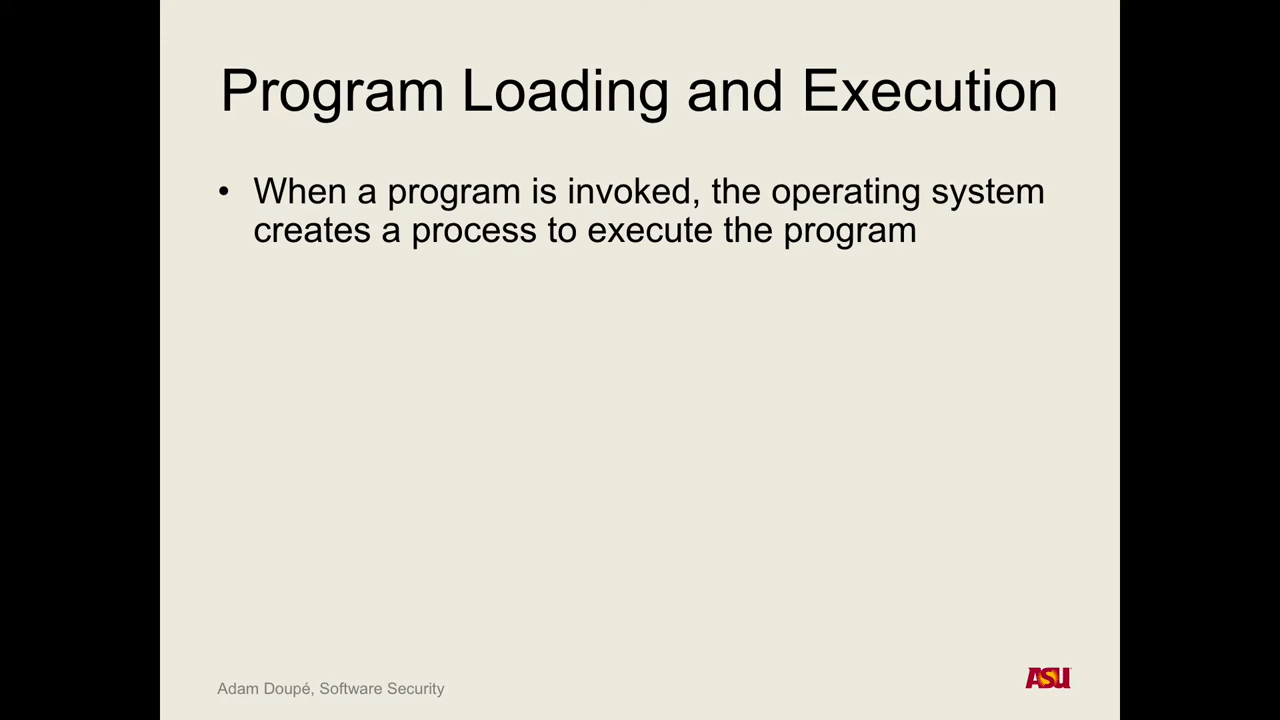 Program Loading and Execution
• When a program is invoked, the operating system
creates a process to execute the program
Adam Doupé, Software Security
ASU